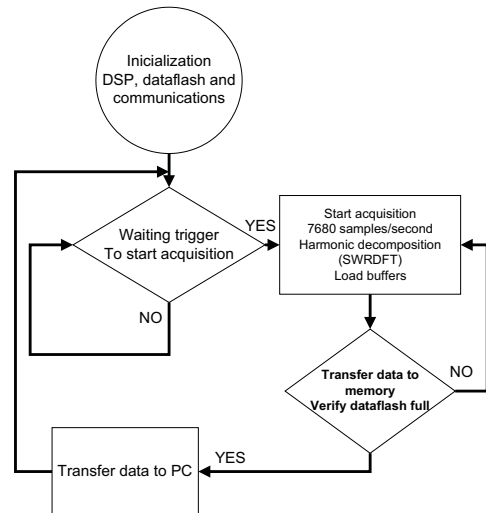 Inicialization
DSP, dataflash and
communications
Waiting trigger
To start acquisition
YES
NO
Start acquisition
7680 samples/second
Harmonic decomposition
(SWRDFT)
Load buffers
Transfer data to
memory
Verify dataflash full
NO
YES
Transfer data to PC